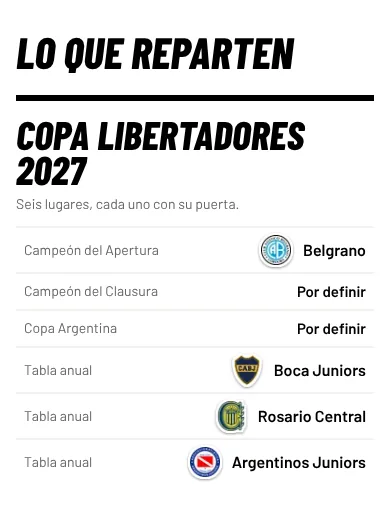 LO QUE REPARTEN
COPA LIBERTADORES
2027
Seis lugares, cada uno con su puerta.
Campeón del Apertura Belgrano
Campeón del Clausura Por definir
Copa Argentina Por definir
Tabla anual CABJ Boca Juniors
Tabla anual Rosario Central
Tabla anual Argentinos Juniors